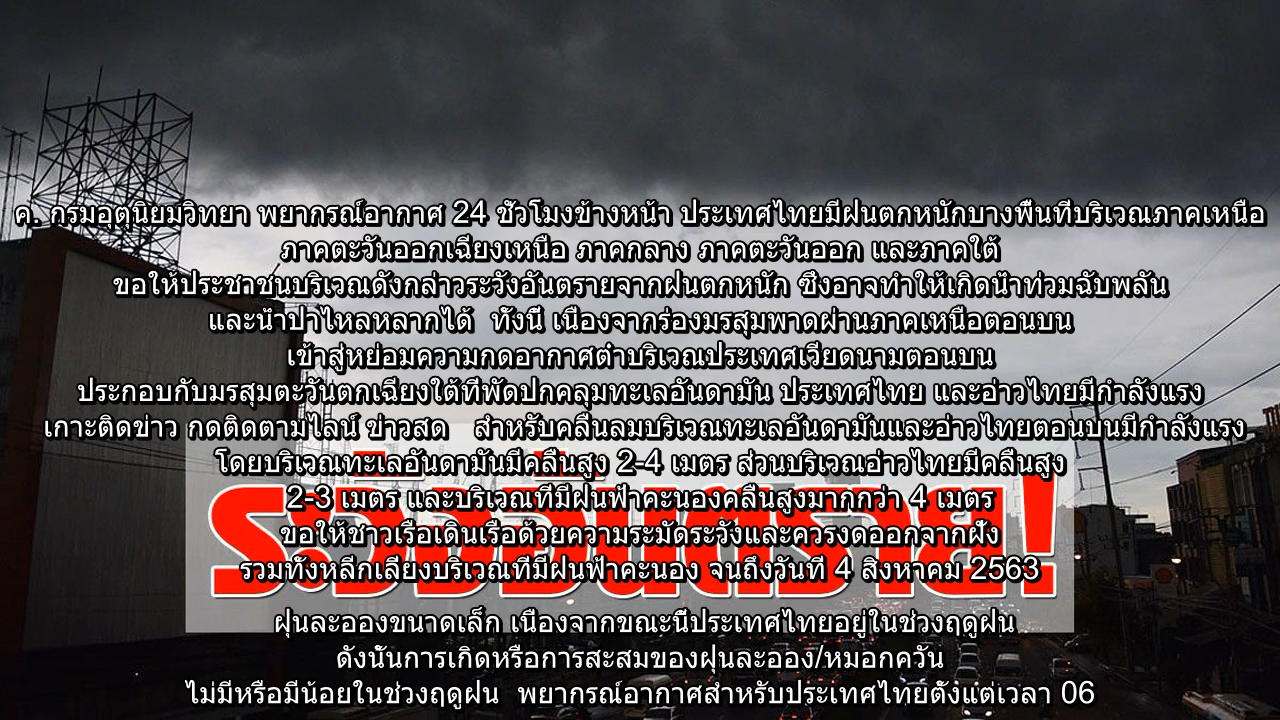 ค. กรมอุตุนิยมวิทยา พยากรณ์อากาศ 24 ชั่วโมงข้างหน้า ประเทศไทยมีฝนตกหนักบางพื้นที่บริเวณภาคเหนือ
ภาคตะวันออกเฉียงเหนือ ภาคกลาง ภาคตะวันออก และภาคใต้
ขอให้ประชาชนบริเวณดังกล่าวระวังอันตรายจากฝนตกหนัก ซึ่งอาจทำให้เกิดน้ำท่วมฉับพลัน
และน้ำป่าไหลหลากได้  ทั้งนี้ เนื่องจากร่องมรสุมพาดผ่านภาคเหนือตอนบน
เข้าสู่หย่อมความกดอากาศต่ำบริเวณประเทศเวียดนามตอนบน
ประกอบกับมรสุมตะวันตกเฉียงใต้ที่พัดปกคลุมทะเลอันดามัน ประเทศไทย และอ่าวไทยมีกำลังแรง
เกาะติดข่าว กดติดตามไลน์ ข่าวสด   สำหรับคลื่นลมบริเวณทะเลอันดามันและอ่าวไทยตอนบนมีกำลังแรง
โดยบริเวณทะเลอันดามันมีคลื่นสูง 2-4 เมตร ส่วนบริเวณอ่าวไทยมีคลื่นสูง
2-3 เมตร และบริเวณที่มีฝนฟ้าคะนองคลื่นสูงมากกว่า 4 เมตร
ระวังอันตราย!
ขอให้ชาวเรือเดินเรือด้วยความระมัดระวังและควรงดออกจากฝั่ง
รวมทั้งหลีกเลี่ยงบริเวณที่มีฝนฟ้าคะนอง จนถึงวันที่ 4 สิงหาคม 2563
ฝุ่นละอองขนาดเล็ก เนื่องจากขณะนี้ประเทศไทยอยู่ในช่วงฤดูฝน
ดังนั้นการเกิดหรือการสะสมของฝุ่นละออง/หมอกควัน
ไม่มีหรือมีน้อยในช่วงฤดูฝน  พยากรณ์อากาศสำหรับประเทศไทยตั้งแต่เวลา 06